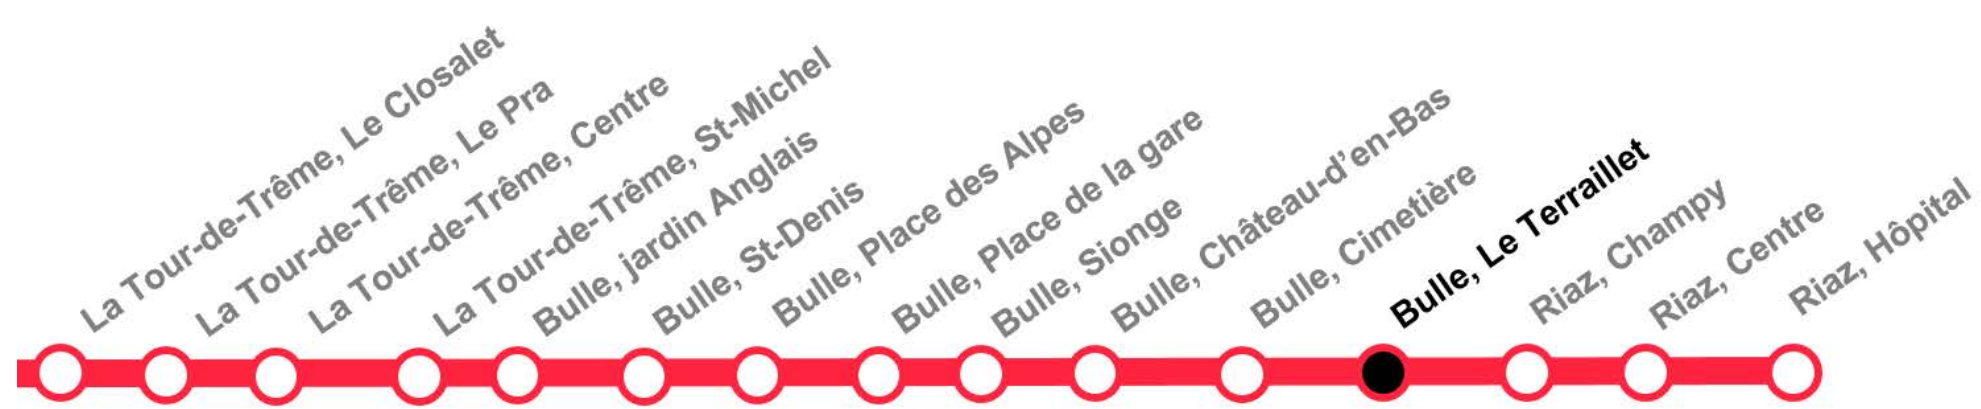 La Tour-de-Trême, Le Closalet
La Tour-de-Trême, Le Pra
La Tour-de-Trême, Centre
La Tour-de-Trême, St-Michel
Bulle, jardin Anglais
Bulle, St-Denis
Bulle, Place des Alpes
Bulle, Place de la gare
Bulle, Sionge
Bulle, Château-d'en-Bas
Bulle, Cimetière
Bulle, Le Terraillet
Riaz, Champy
Riaz, Centre
Riaz, Hôpital